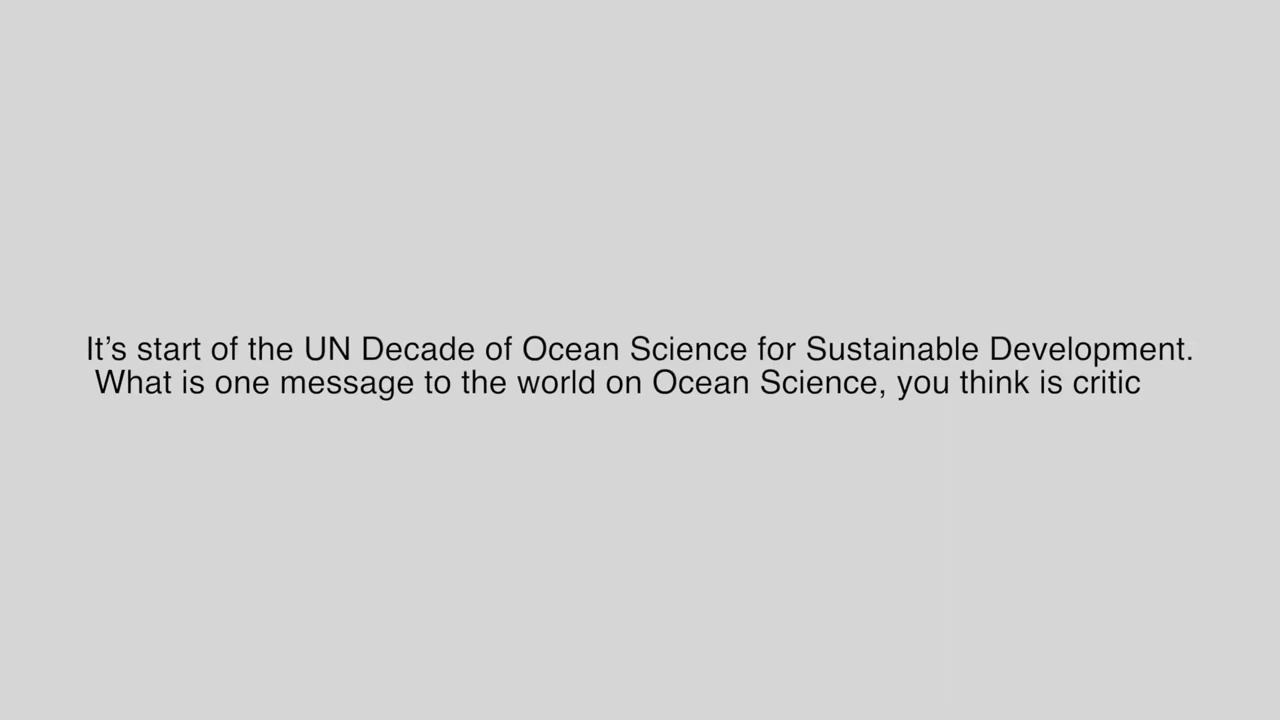 It’s start of the UN Decade of Ocean Science for Sustainable Development.
What is one message to the world on Ocean Science, you think is critic